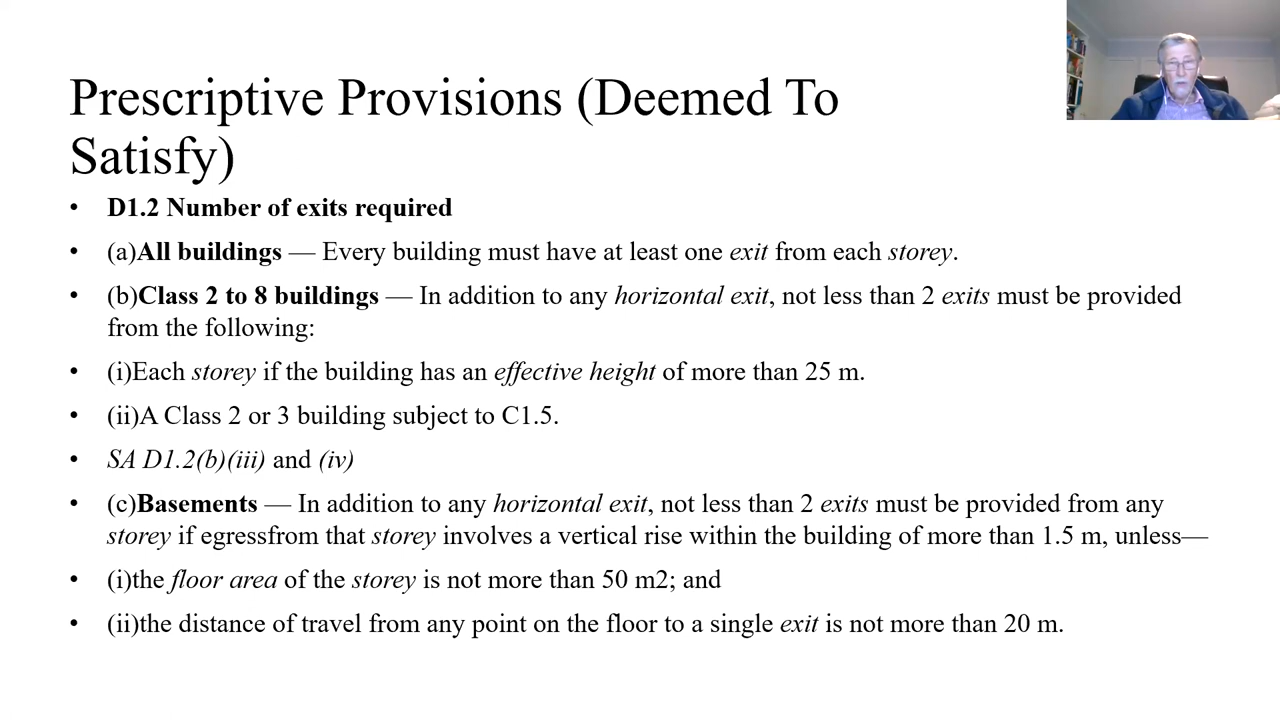 Prescriptive Provisions (Deemed To
Satisfy)
• D1.2 Number of exits required
• (a)All buildings — Every building must have at least one exit from each storey.
• (b)Class 2 to 8 buildings — In addition to any horizontal exit, not less than 2 exits must be provided
from the following:
• (i)Each storey if the building has an effective height of more than 25 m.
• (ii)A Class 2 or 3 building subject to C1.5.
• SA D1.2(b)(iii) and (iv)
• (c)Basements — In addition to any horizontal exit, not less than 2 exits must be provided from any
storey if egressfrom that storey involves a vertical rise within the building of more than 1.5 m, unless—
• (i)the floor area of the storey is not more than 50 m2; and
• (ii)the distance of travel from any point on the floor to a single exit is not more than 20 m.